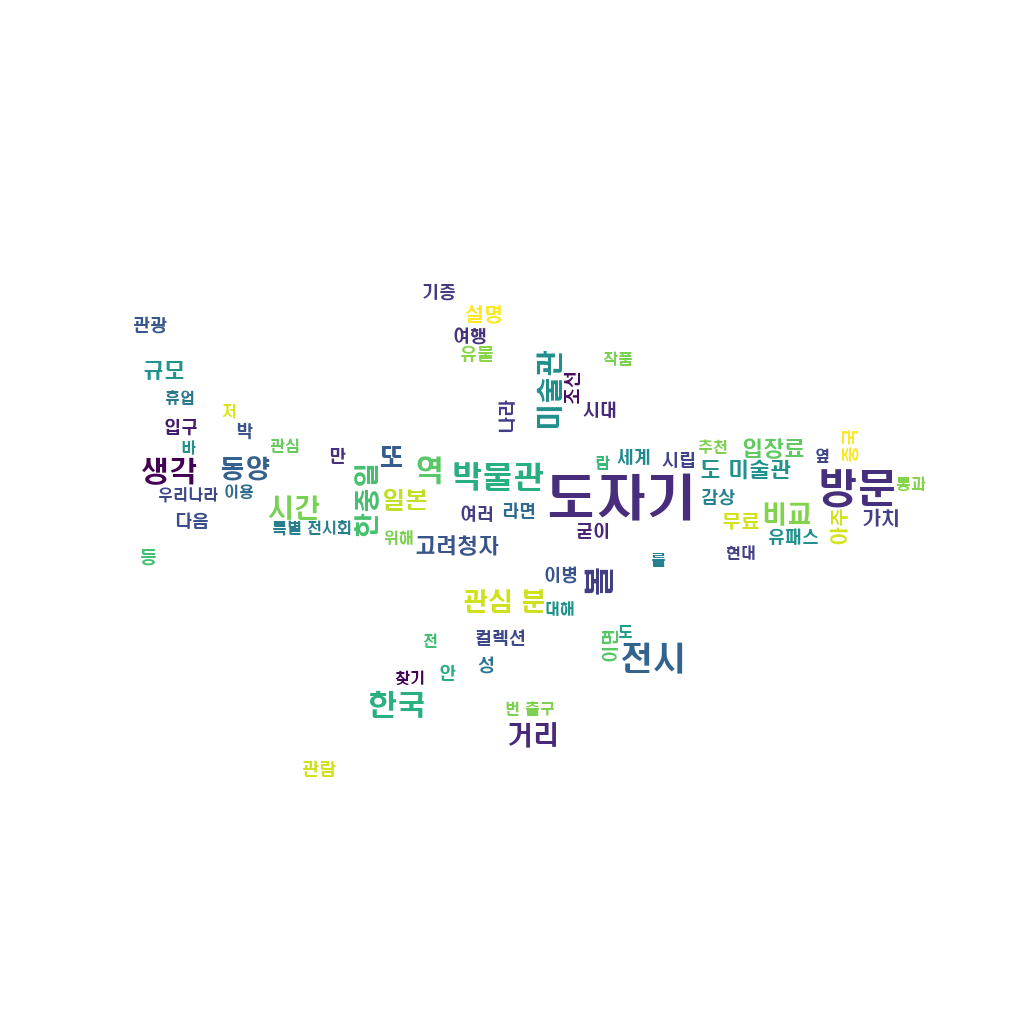 기증
설명
관광
여행
유물
작품
규모
미술관
조선
휴업
저
나라
시대
입구
박
바
관심
만
또
람
세계
시립
추천
입장료
옆
중국
생각
동양
역
박물관
도자기
도 미술관
방문
통과
우리나라
이용
시간
한중일
일본
여러
라면
감상
비교
다음
특별 전시회
위해
고려청자
굳이
무료
유패스
아주
가치
등
를
현대
이병
몰
관심 분
대해
전
컬렉션
이번
도
전시
찾기
안
성
한국
번 출구
거리
관람